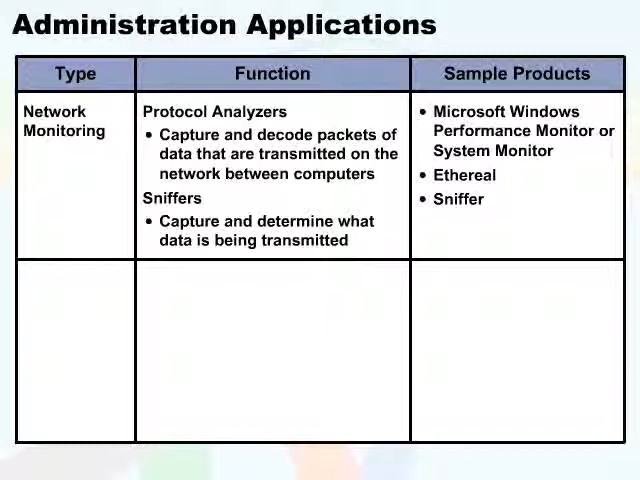 Administration Applications
Type
Function
Sample Products
Network
Monitoring
Protocol Analyzers
• Capture and decode packets of
data that are transmitted on the
network between computers
Sniffers
• Capture and determine what
data is being transmitted
• Microsoft Windows
Performance Monitor or
System Monitor
• Ethereal
• Sniffer